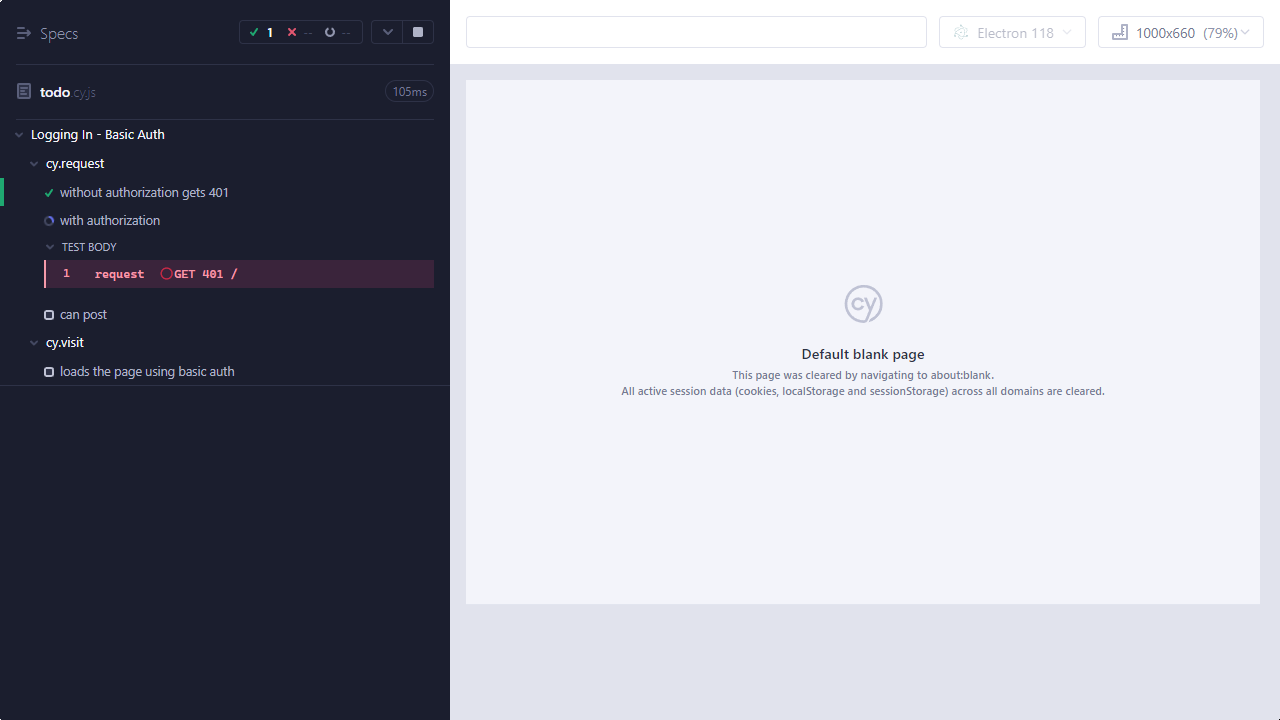 Specs
1 -- --
todo.cy.js 105ms
Logging In - Basic Auth
cy.request
without authorization gets 401
with authorization
TEST BODY
1 request GET 401 /
can post
cy.visit
loads the page using basic auth
Electron 118
1000x660 (79%)
cy
Default blank page
This page was cleared by navigating to about:blank.
All active session data (cookies, localStorage and sessionStorage) across all domains are cleared.